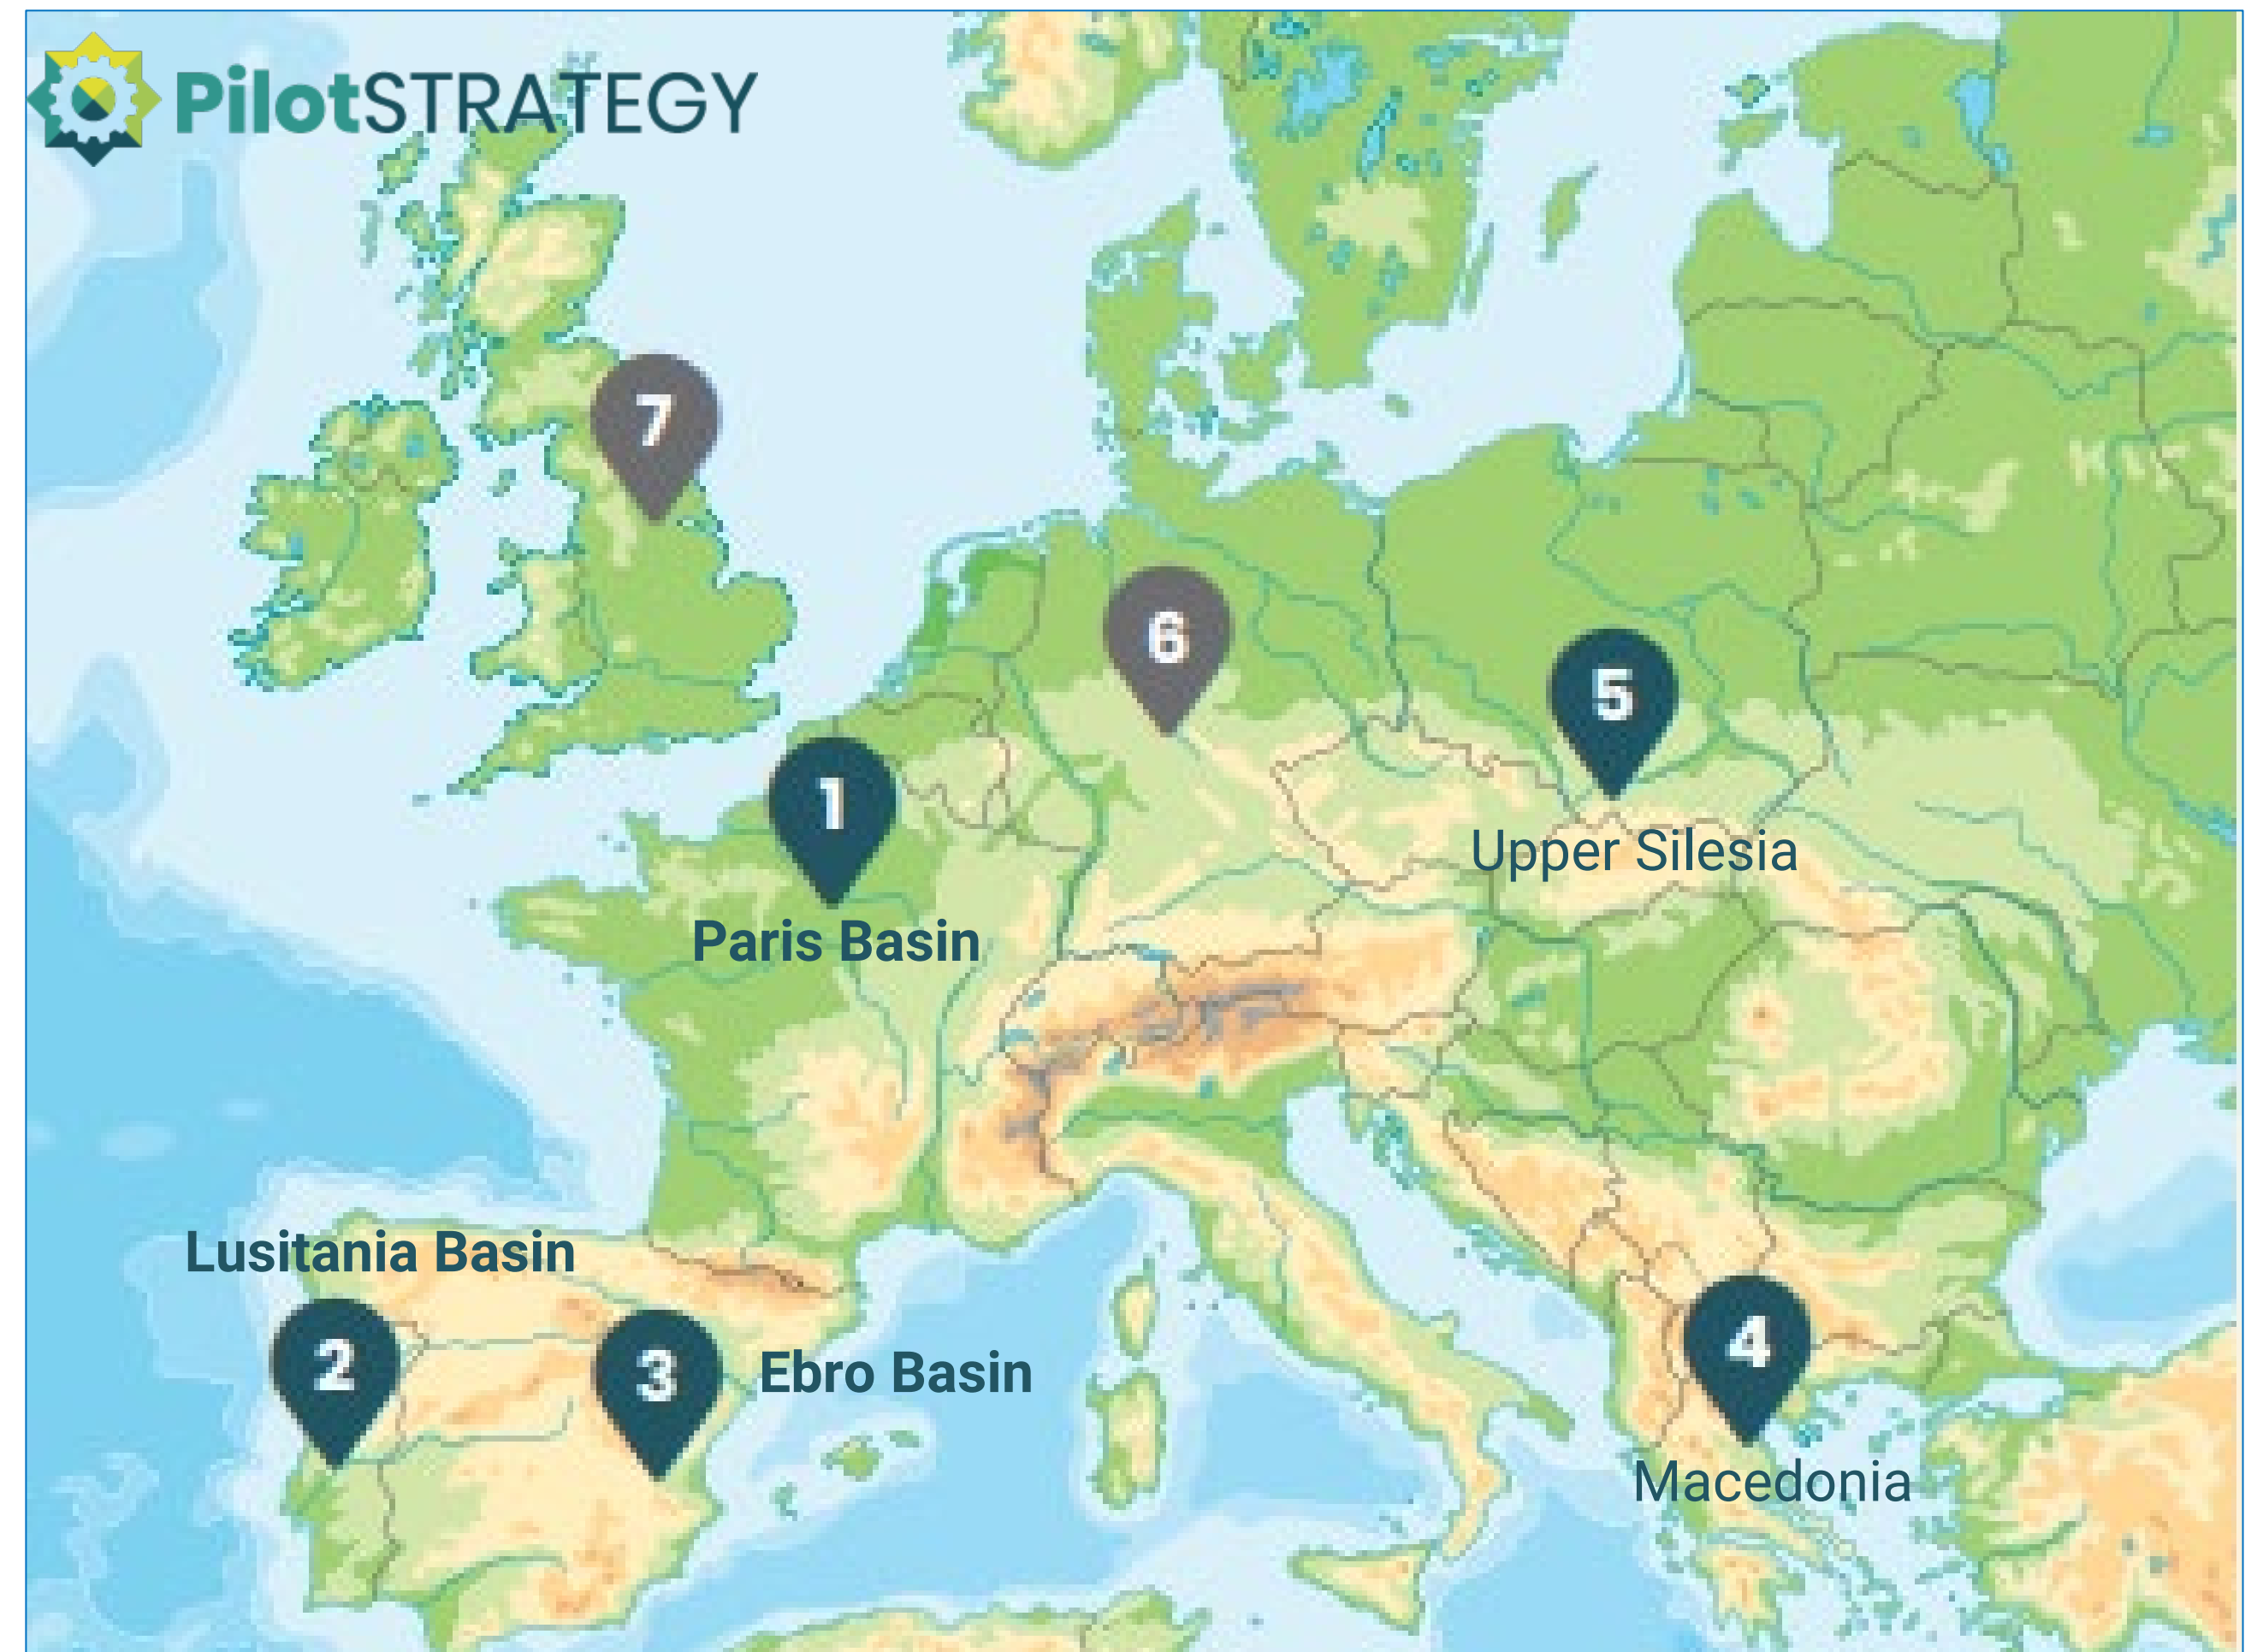 PilotSTRATEGY
7
6
5
1
Upper Silesia
Paris Basin
Lusitania Basin
2
3
Ebro Basin
4
Macedonia